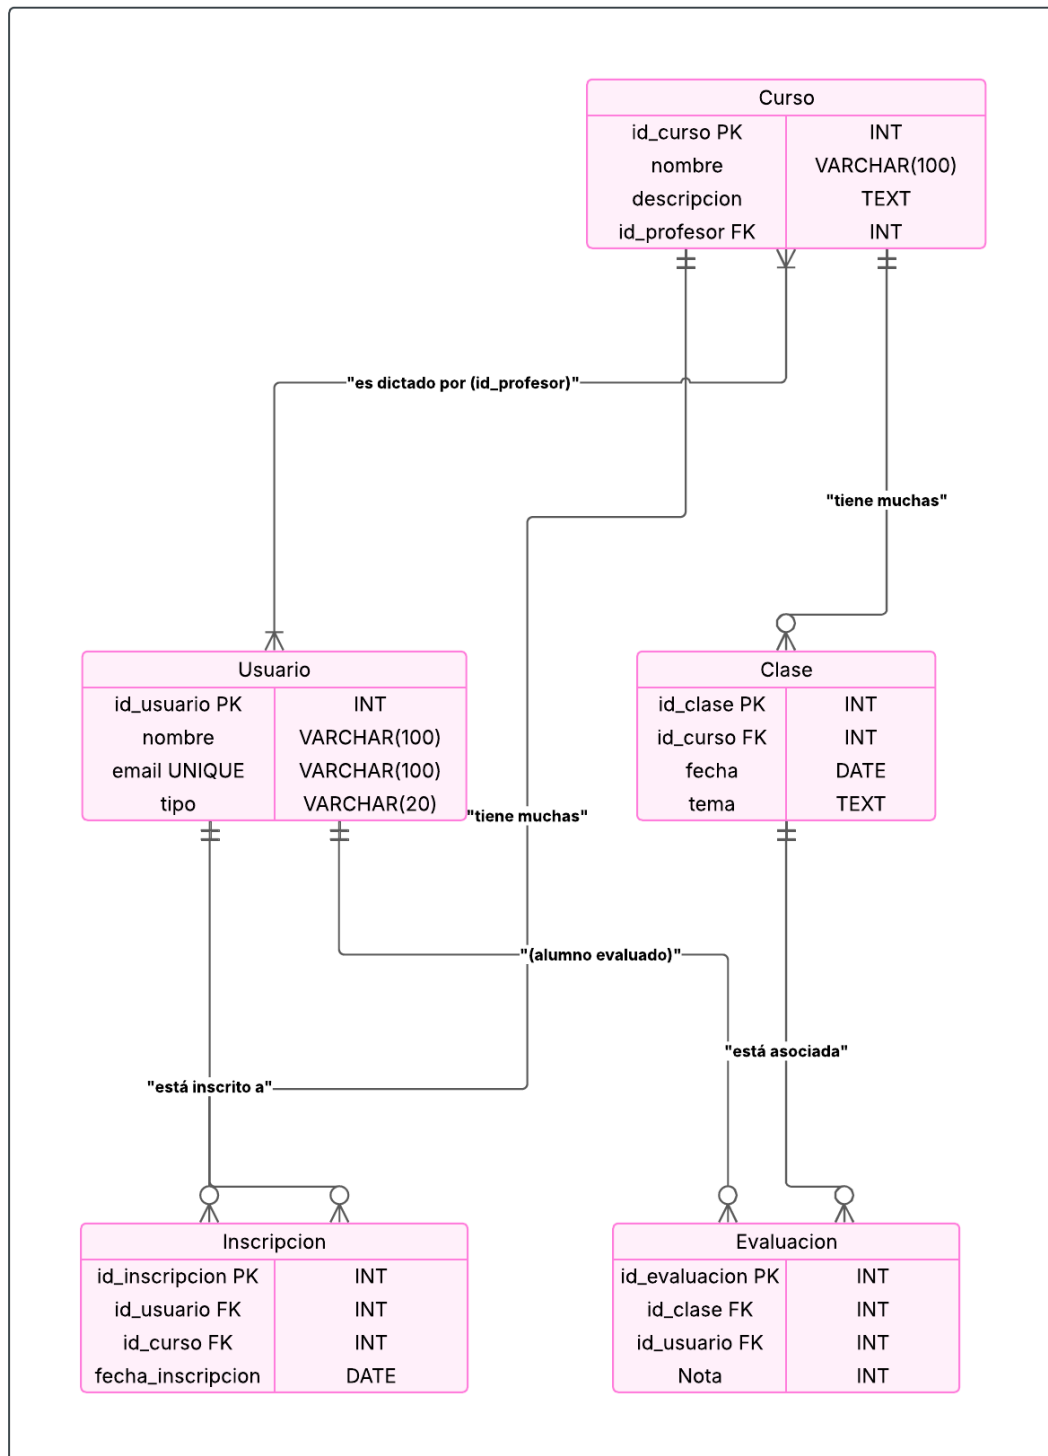 Curso
id_curso PK INT
nombre VARCHAR(100)
descripcion TEXT
id_profesor FK INT
"es dictado por (id_profesor)"
"tiene muchas"
Usuario
id_usuario PK INT
nombre VARCHAR(100)
email UNIQUE VARCHAR(100)
tipo VARCHAR(20)
Clase
id_clase PK INT
id_curso FK INT
fecha DATE
tema TEXT
"tiene muchas"
"(alumno evaluado)"
"está asociada"
"está inscrito a"
Inscripcion
id_inscripcion PK INT
id_usuario FK INT
id_curso FK INT
fecha_inscripcion DATE
Evaluacion
id_evaluacion PK INT
id_clase FK INT
id_usuario FK INT
Nota INT